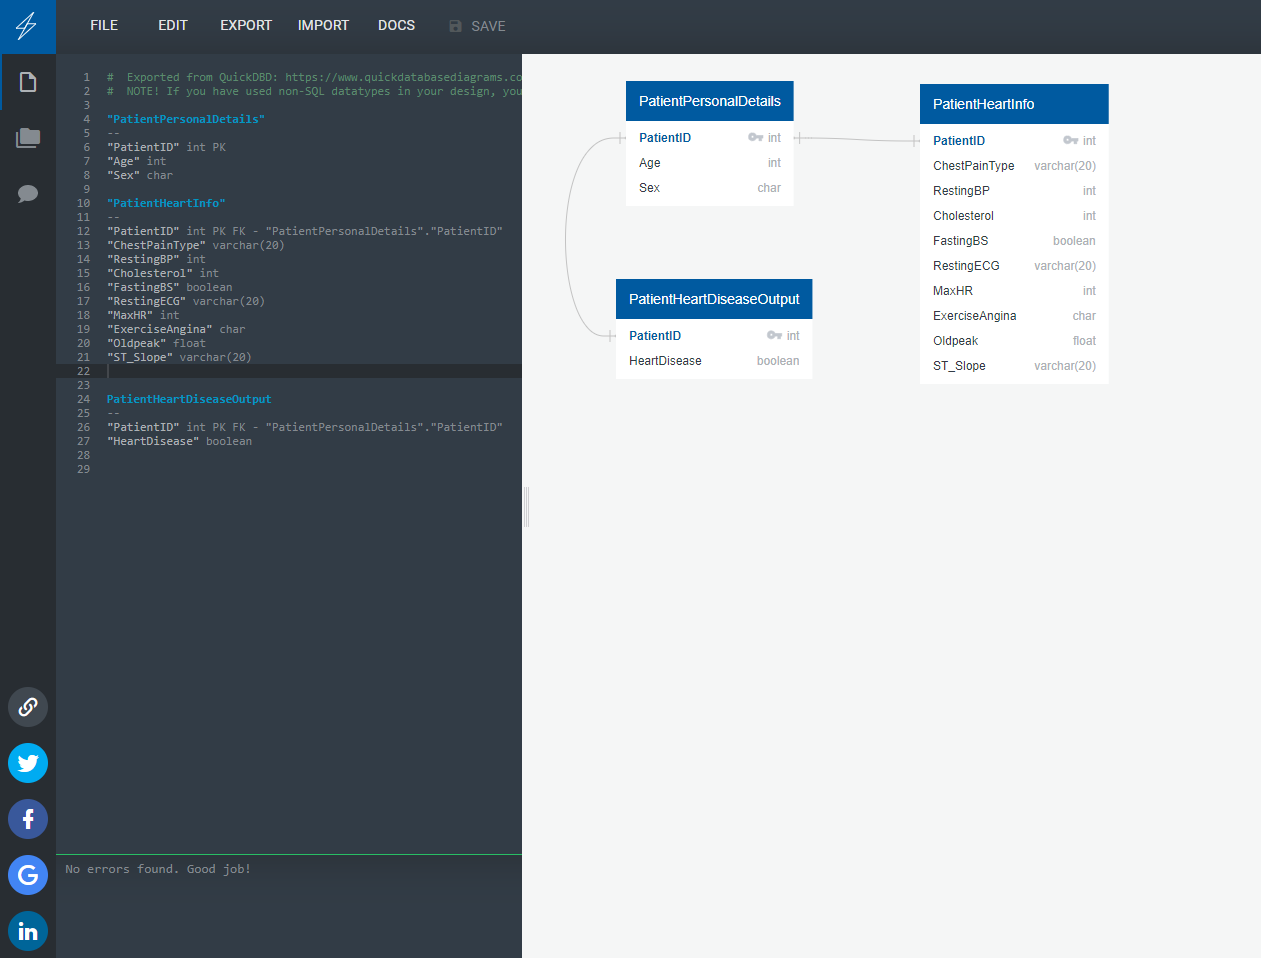 FILE EDIT EXPORT IMPORT DOCS SAVE
1 # Exported from QuickDBD: https://www.quickdatabasediagrams.co
2 # NOTE! If you have used non-SQL datatypes in your design, you
3
4 "PatientPersonalDetails"
5 --
6 "PatientID" int PK
7 "Age" int
8 "Sex" char
9
10 "PatientHeartInfo"
11 --
12 "PatientID" int PK FK - "PatientPersonalDetails"."PatientID"
13 "ChestPainType" varchar(20)
14 "RestingBP" int
15 "Cholesterol" int
16 "FastingBS" boolean
17 "RestingECG" varchar(20)
18 "MaxHR" int
19 "ExerciseAngina" char
20 "Oldpeak" float
21 "ST_Slope" varchar(20)
22
23
24 PatientHeartDiseaseOutput
25 --
26 "PatientID" int PK FK - "PatientPersonalDetails"."PatientID"
27 "HeartDisease" boolean
28
29
No errors found. Good job!
PatientPersonalDetails
PatientID int
Age int
Sex char
PatientHeartDiseaseOutput
PatientID int
HeartDisease boolean
PatientHeartInfo
PatientID int
ChestPainType varchar(20)
RestingBP int
Cholesterol int
FastingBS boolean
RestingECG varchar(20)
MaxHR int
ExerciseAngina char
Oldpeak float
ST_Slope varchar(20)
f
G
in